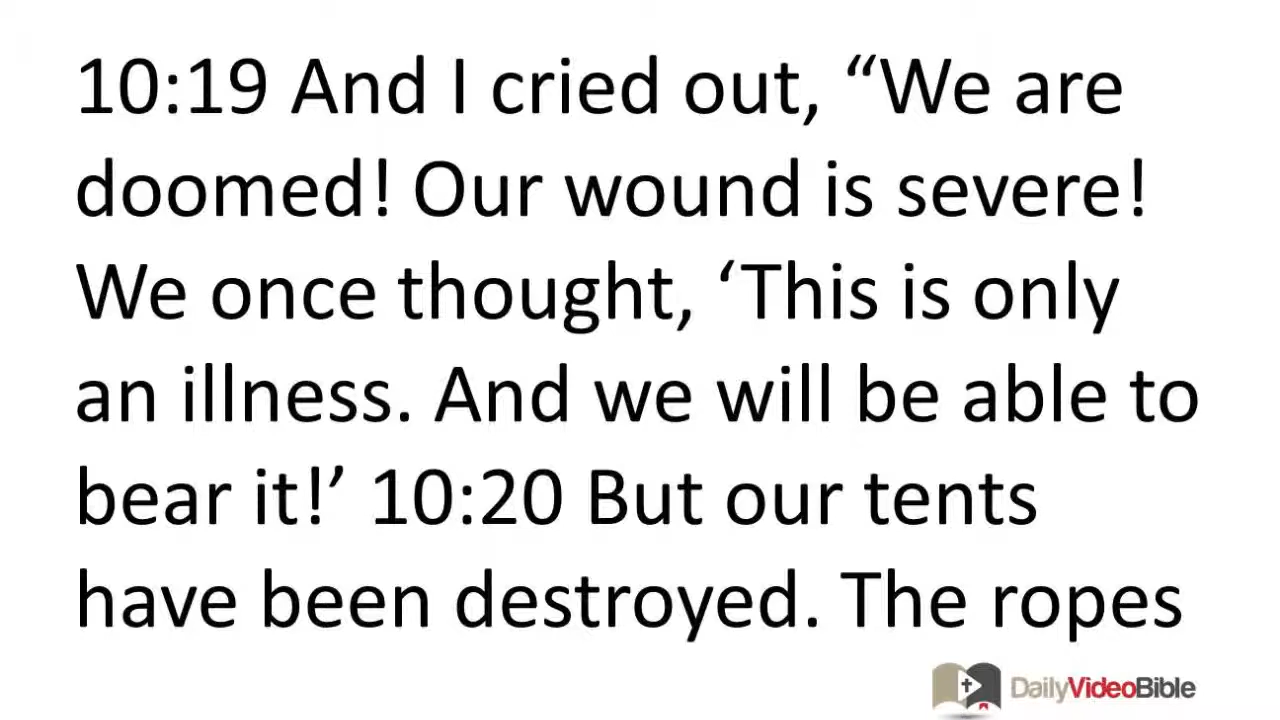 10:19 And I cried out, “We are
doomed! Our wound is severe!
We once thought, ‘This is only
an illness. And we will be able to
bear it!’ 10:20 But our tents
have been destroyed. The ropes
DailyVideoBible